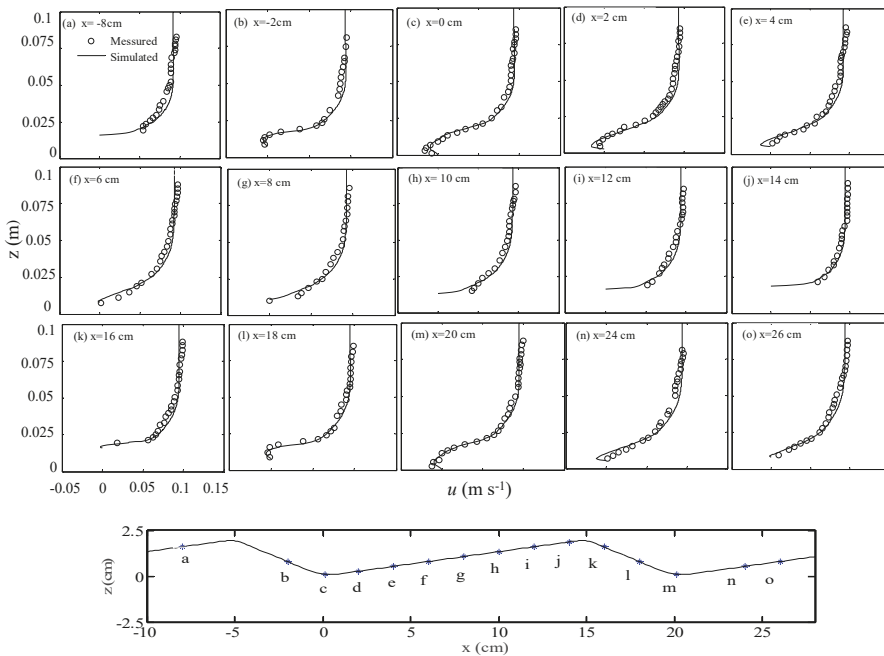 0.1
(a) x= -8cm
(b) x=-2cm
(c) x=0 cm
(d) x=2 cm
(e) x= 4 cm
Messured
Simulated
0.075
0.05
0.025
0
0.1
(f) x=6 cm
(g) x=8 cm
(h) x= 10 cm
(i) x=12 cm
(j) x=14 cm
0.075
z (m)
0.05
0.025
0
0.1
(k) x=16 cm
(l) x=18 cm
(m) x=20 cm
(n) x=24 cm
(o) x=26 cm
0.075
0.05
0.025
0
-0.05 0 0.05 0.1 0.15
u (m s-1)
2.5
z(cm)
0
-2.5
a b c d e f g h i j k l m n o
-10 -5 0 5 10 15 20 25
x (cm)